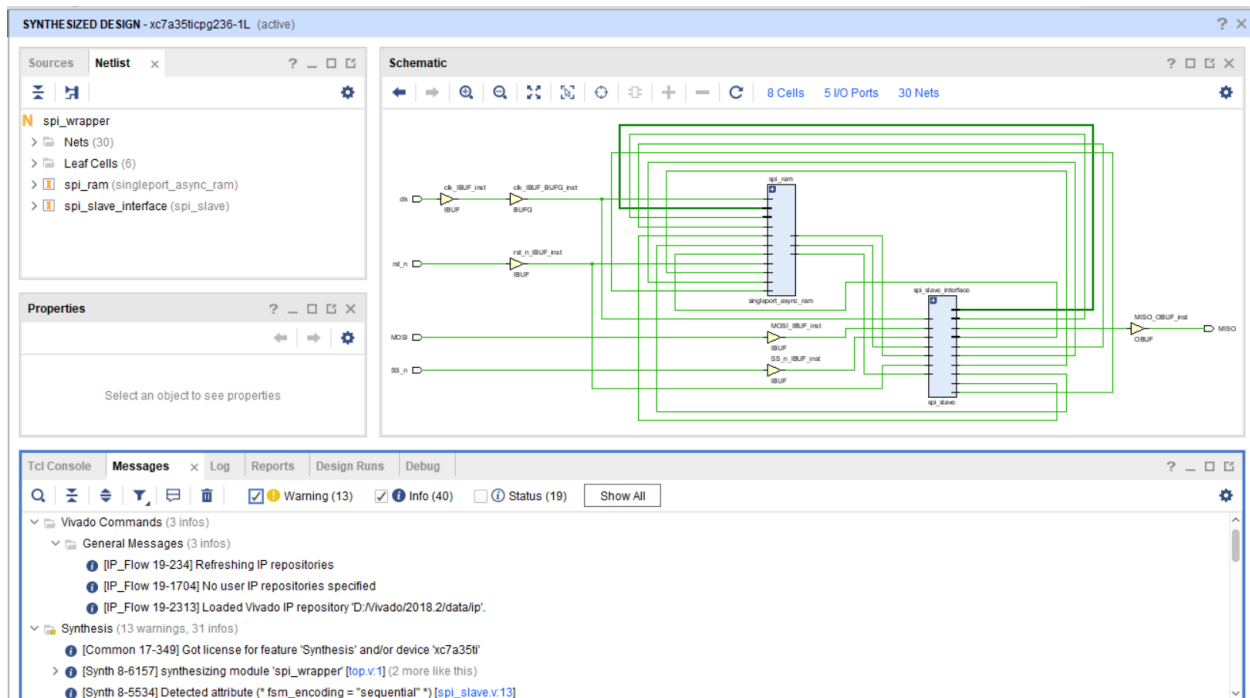 SYNTHESIZED DESIGN - xc7a35ticpg236-1L (active)
Sources Netlist
N spi_wrapper
Nets (30)
Leaf Cells (6)
spi_ram (singleport_async_ram)
spi_slave_interface (spi_slave)
Properties
Select an object to see properties
Schematic
8 Cells 5 I/O Ports 30 Nets
spi_ram
clk_IBUF_inst clk_IBUF_BUFG_inst
clk
IBUF BUFG
rst_n_IBUF_inst
rst_n
IBUF
spi_slave_interface
singleport_async_ram
MISO_OBUF_inst
MOSI_IBUF_inst
MISO
MOSI
OBUF
IBUF
SS_n_IBUF_inst
SS_n
IBUF
spi_slave
Tcl Console Messages Log Reports Design Runs Debug
Warning (13) Info (40) Status (19) Show All
Vivado Commands (3 infos)
General Messages (3 infos)
[IP_Flow 19-234] Refreshing IP repositories
[IP_Flow 19-1704] No user IP repositories specified
[IP_Flow 19-2313] Loaded Vivado IP repository 'D:/Vivado/2018.2/data/ip'.
Synthesis (13 warnings, 31 infos)
[Common 17-349] Got license for feature 'Synthesis' and/or device 'xc7a35ti'
[Synth 8-6157] synthesizing module 'spi_wrapper' [top.v:1] (2 more like this)
[Synth 8-5534] Detected attribute (* fsm_encoding = "sequential" *) [spi_slave.v:13]